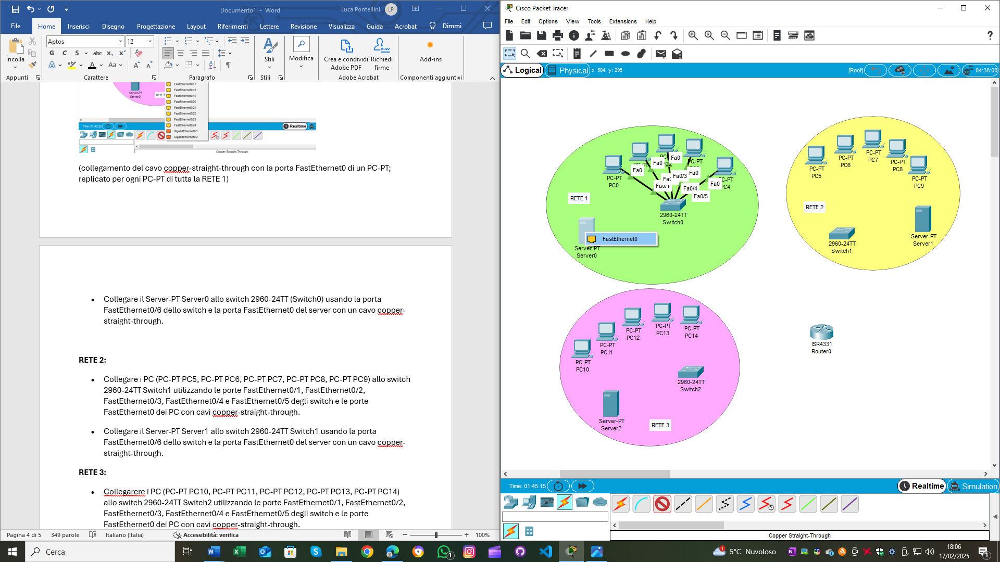 Documento1 - Word
Luca Pontellini
LP
File
Home
Inserisci
Disegno
Progettazione
Layout
Riferimenti
Lettere
Revisione
Visualizza
Guida
Acrobat
Dimmi
Incolla
Aptos
12
Stili
Modifica
Crea e condividi
Adobe PDF
Richiedi
firme
Add-ins
Appunti
Carattere
Paragrafo
Stili
Adobe Acrobat
Componenti aggiuntivi
Server-PT
Server2
FastEthernet0/17
FastEthernet0/18
FastEthernet0/19
FastEthernet0/20
FastEthernet0/21
FastEthernet0/22
FastEthernet0/23
FastEthernet0/24
GigabitEthernet0/1
GigabitEthernet0/2
Time: 01:42:25
Realtime
Copper Straight-Through
(collegamento del cavo copper-straight-through con la porta FastEthernet0 di un PC-PT;
replicato per ogni PC-PT di tutta la RETE 1)
• Collegare il Server-PT Server0 allo switch 2960-24TT (Switch0) usando la porta
FastEthernet0/6 dello switch e la porta FastEthernet0 del server con un cavo copper-
straight-through.
RETE 2:
• Collegare i PC (PC-PT PC5, PC-PT PC6, PC-PT PC7, PC-PT PC8, PC-PT PC9) allo switch
2960-24TT Switch1 utilizzando le porte FastEthernet0/1, FastEthernet0/2,
FastEthernet0/3, FastEthernet0/4 e FastEthernet0/5 degli switch e le porte
FastEthernet0 dei PC con cavi copper-straight-through.
• Collegare il Server-PT Server1 allo switch 2960-24TT Switch1 usando la porta
FastEthernet0/6 dello switch e la porta FastEthernet0 del server con un cavo copper-
straight-through.
RETE 3:
• Collegarere i PC (PC-PT PC10, PC-PT PC11, PC-PT PC12, PC-PT PC13, PC-PT PC14)
allo switch 2960-24TT Switch2 utilizzando le porte FastEthernet0/1, FastEthernet0/2,
FastEthernet0/3, FastEthernet0/4 e FastEthernet0/5 degli switch e le porte
FastEthernet0 dei PC con cavi copper-straight-through.
Pagina 4 di 5
349 parole
Italiano (Italia)
Accessibilità: verifica
100%
Cisco Packet Tracer
File
Edit
Options
View
Tools
Extensions
Help
Logical
Physical
x: 584, y: 295
[Root]
04:38:00
PC-PT
PC0
PC-PT
PC4
Fa0
Fa0
Fa0
Fa0
Fa0
Fa0/1
Fa0/3
Fa0/4
Fa0/5
RETE 1
2960-24TT
Switch0
FastEthernet0
Server-PT
Server0
PC-PT
PC5
PC-PT
PC6
PC-PT
PC7
PC-PT
PC8
PC-PT
PC9
RETE 2
2960-24TT
Switch1
Server-PT
Server1
PC-PT
PC10
PC-PT
PC11
PC-PT
PC12
PC-PT
PC13
PC-PT
PC14
2960-24TT
Switch2
Server-PT
Server2
RETE 3
ISR4331
Router0
Time: 01:45:15
Realtime
Simulation
Copper Straight-Through
Cerca
1
5°C Nuvoloso
18:06
17/02/2025